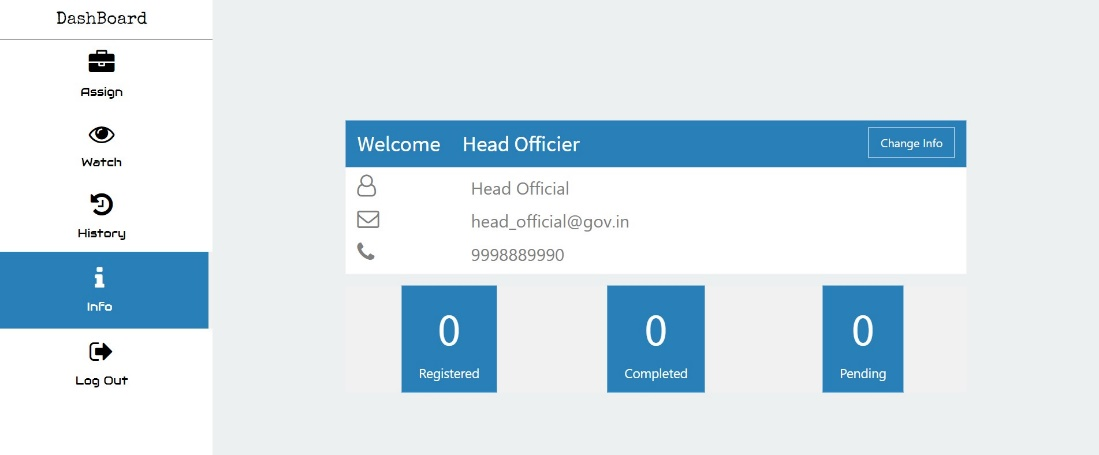 DashBoard
Assign
Watch
History
Info
Log Out
Welcome Head Officier
Change Info
Head Official
head_official@gov.in
9998889990
0
Registered
0
Completed
0
Pending